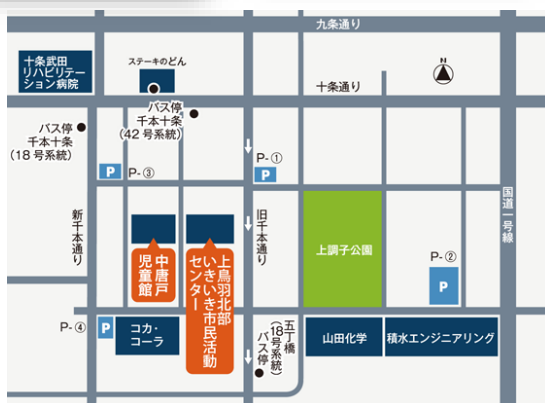 九条通り
十条武田
リハビリテー
ション病院
ステーキのどん
N
十条通り
バス停
千本十条
(42号系統)
バス停
千本十条
(18号系統)
P-①
P
P
P-③
新千本通り
旧千本通り
国道一号線
上調子公園
P-②
P
中唐戸
児童館
上鳥羽北部
いきいき市民活動
センター
P-④
P
コカ・
コーラ
五丁橋
(18号系統)
バス停
山田化学
積水エンジニアリング